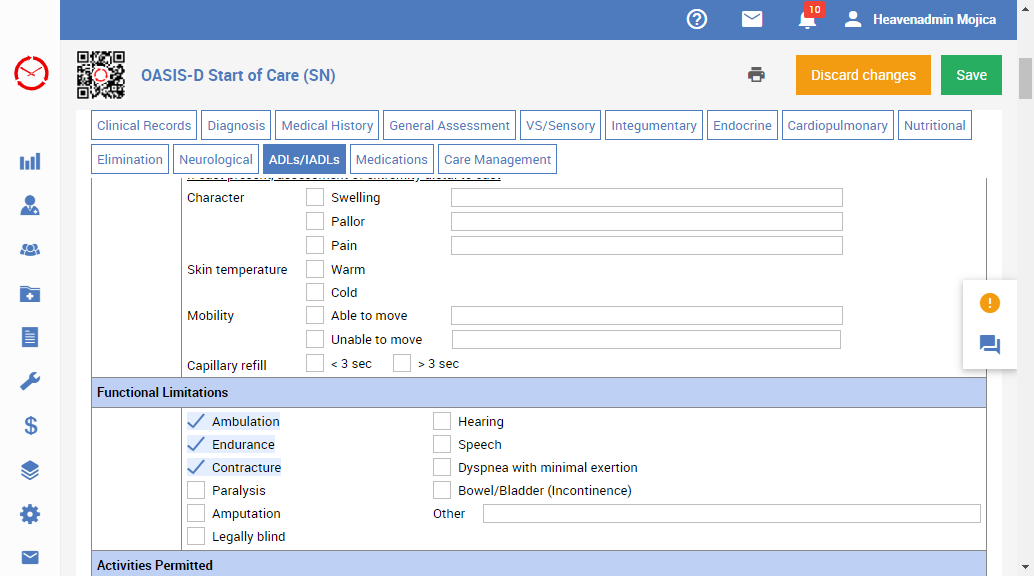 10
Heavenadmin Mojica
OASIS-D Start of Care (SN)
Discard changes
Save
Clinical Records
Diagnosis
Medical History
General Assessment
VS/Sensory
Integumentary
Endocrine
Cardiopulmonary
Nutritional
Elimination
Neurological
ADLs/IADLs
Medications
Care Management
Character
Swelling
Pallor
Pain
Skin temperature
Warm
Cold
Mobility
Able to move
Unable to move
Capillary refill
< 3 sec
> 3 sec
Functional Limitations
Ambulation
Hearing
Endurance
Speech
Contracture
Dyspnea with minimal exertion
Paralysis
Bowel/Bladder (Incontinence)
Amputation
Other
Legally blind
Activities Permitted